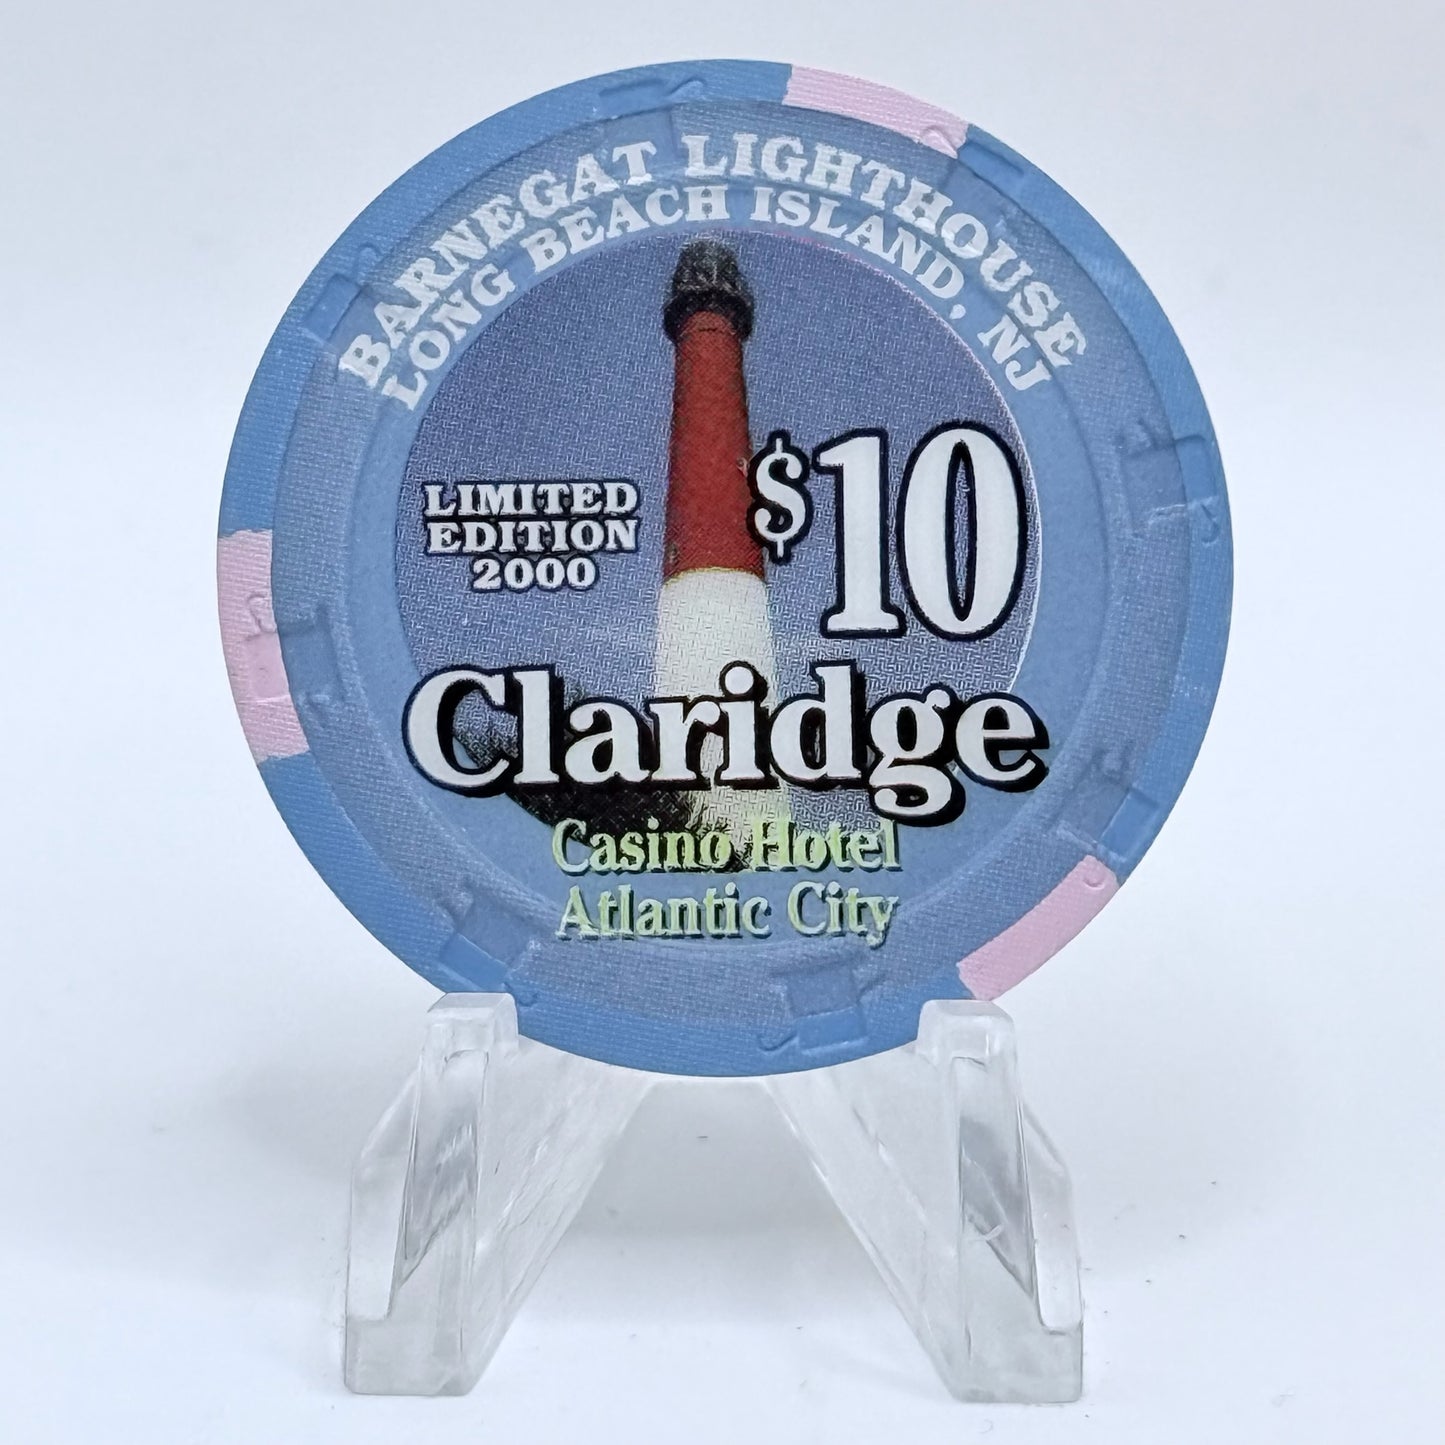 BARNEGAT LIGHTHOUSE
LONG BEACH ISLAND, NJ
LIMITED
EDITION
2000
$10
Claridge
Casino Hotel
Atlantic City